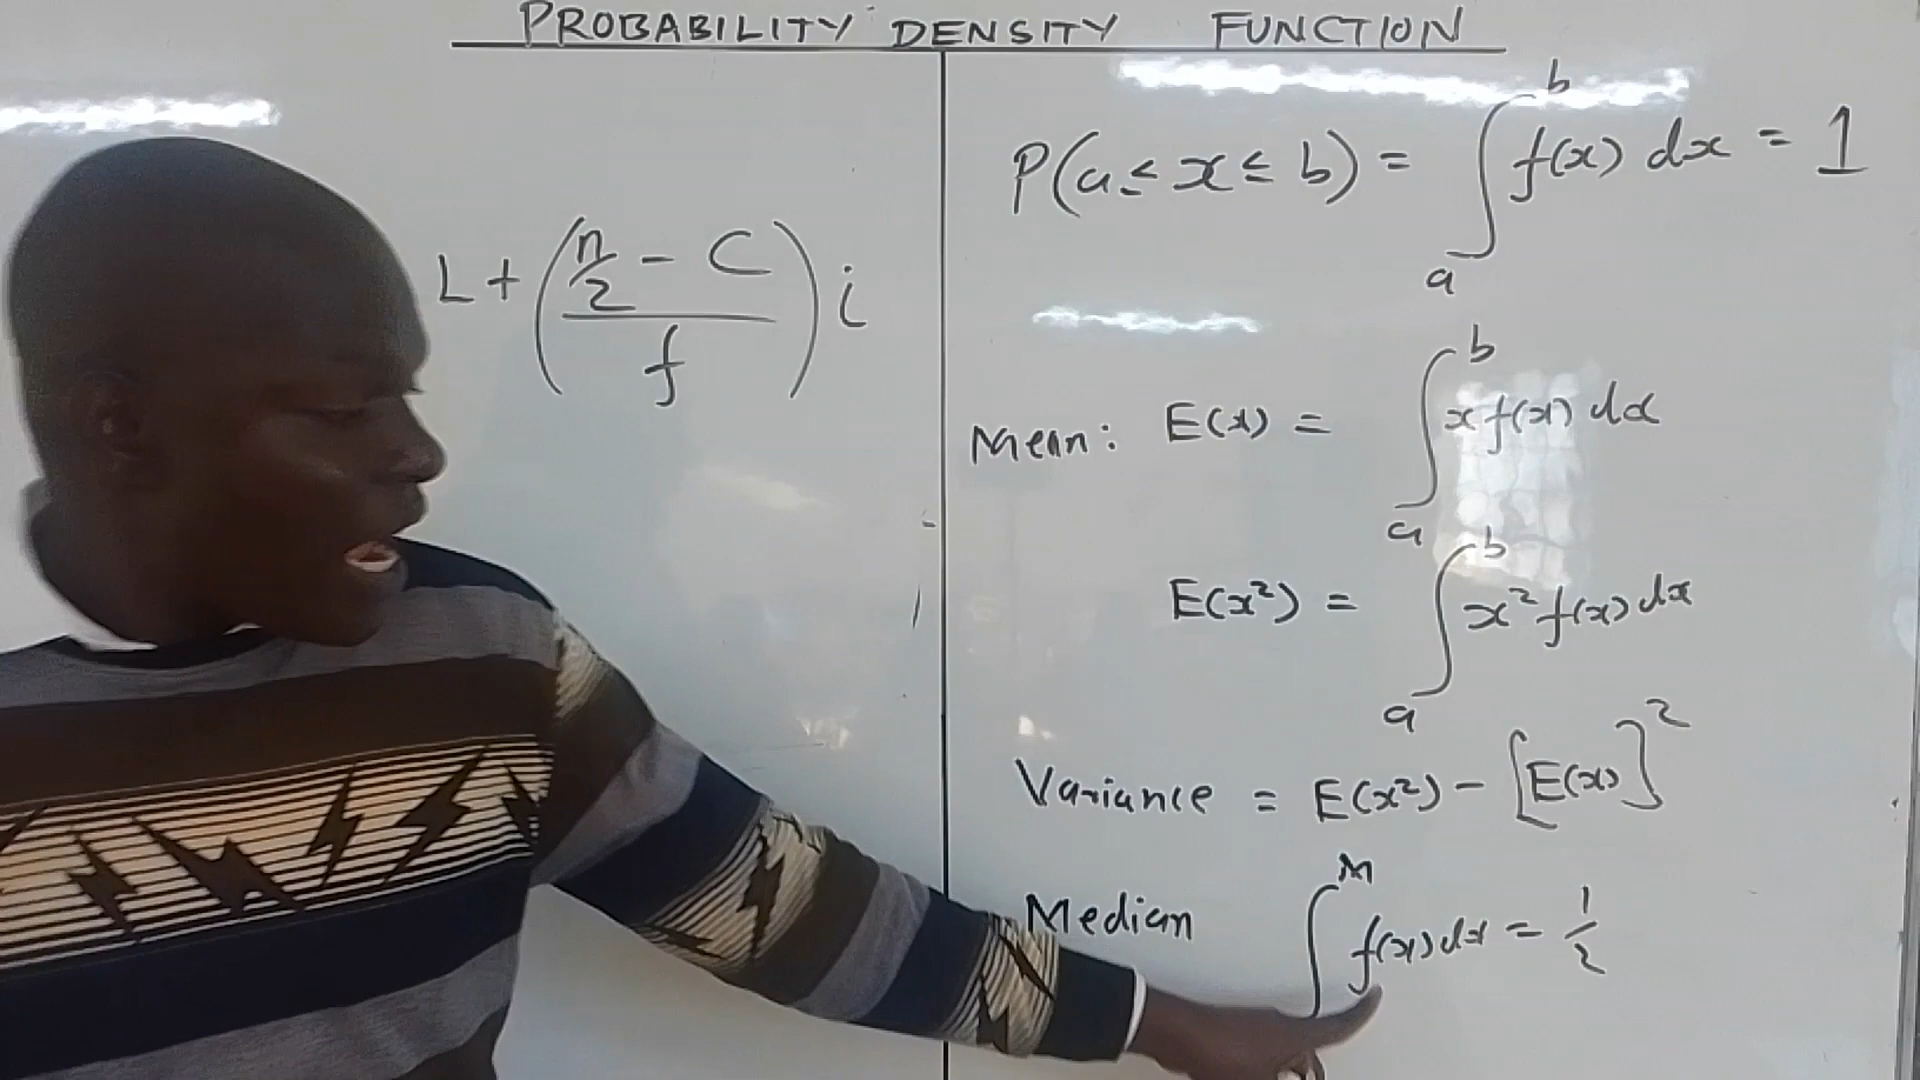 PROBABILITY DENSITY FUNCTION
L + ( (n/2 - C) / f ) i
P(a ≤ x ≤ b) = ∫_a^b f(x) dx = 1
Mean: E(x) = ∫_a^b x f(x) dx
E(x²) = ∫_a^b x² f(x) dx
Variance = E(x²) - [E(x)]²
Median ∫^M f(x) dx = 1/2